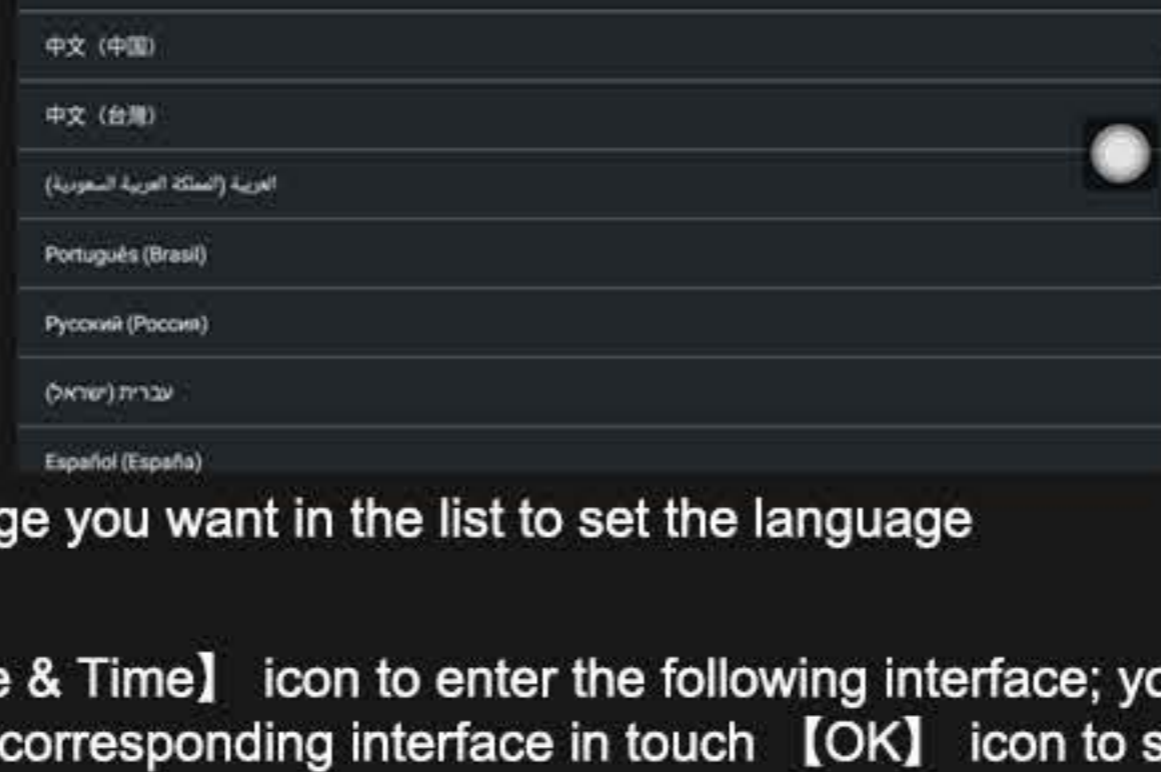 中文（中国）
中文（台灣）
العربية (المملكة العربية السعودية)
Português (Brasil)
Русский (Россия)
עברית (ישראל)
Español (España)
ge you want in the list to set the language
e & Time】 icon to enter the following interface; yo
corresponding interface in touch 【OK】 icon to s